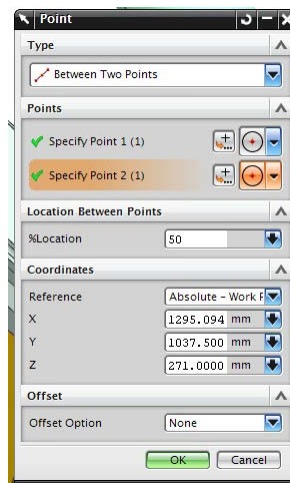 Point
Type
Between Two Points
Points
Specify Point 1 (1)
Specify Point 2 (1)
Location Between Points
%Location 50
Coordinates
Reference Absolute - Work
X 1295.094 mm
Y 1037.500 mm
Z 271.0000 mm
Offset
Offset Option None
OK Cancel